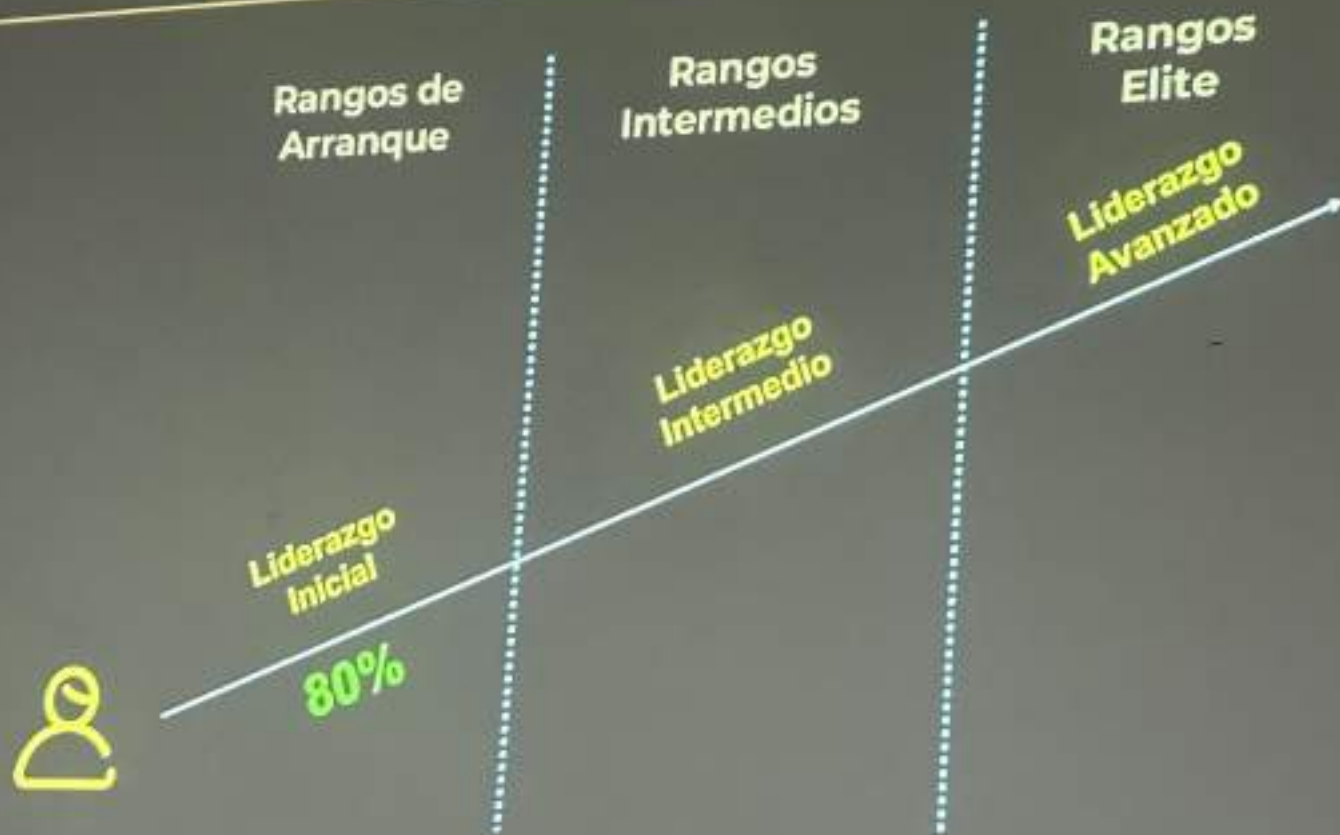 Rangos de
Arranque
Rangos
Intermedios
Rangos
Elite
Liderazgo
Inicial
80%
Liderazgo
Intermedio
Liderazgo
Avanzado